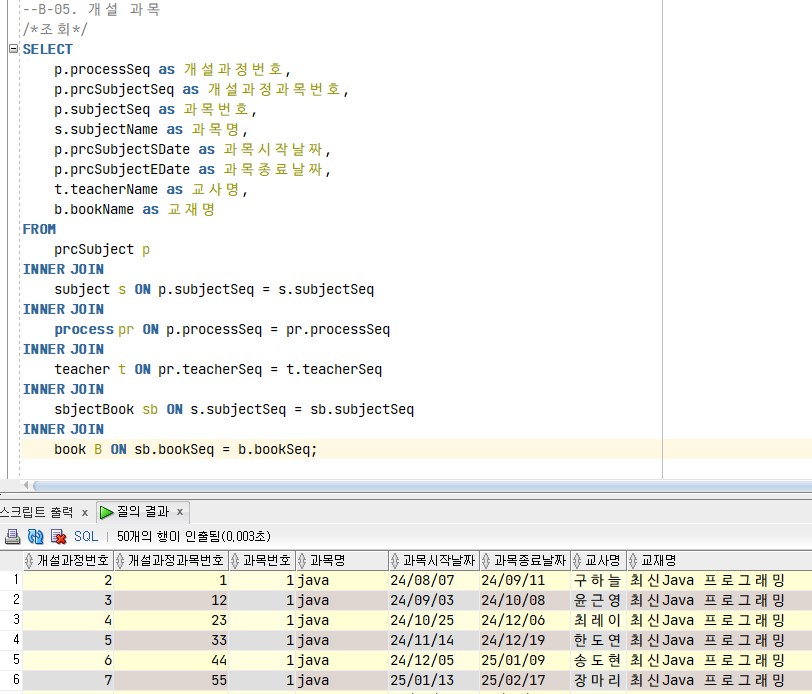 --B-05. 개설 과목
/*조회*/
SELECT
p.processSeq as 개설과정번호,
p.prcSubjectSeq as 개설과정과목번호,
p.subjectSeq as 과목번호,
s.subjectName as 과목명,
p.prcSubjectSDate as 과목시작날짜,
p.prcSubjectEDate as 과목종료날짜,
t.teacherName as 교사명,
b.bookName as 교재명
FROM
prcSubject p
INNER JOIN
subject s ON p.subjectSeq = s.subjectSeq
INNER JOIN
process pr ON p.processSeq = pr.processSeq
INNER JOIN
teacher t ON pr.teacherSeq = t.teacherSeq
INNER JOIN
sbjectBook sb ON s.subjectSeq = sb.subjectSeq
INNER JOIN
book B ON sb.bookSeq = b.bookSeq;
스크립트 출력 x 질의 결과 x
SQL | 50개의 행이 인출됨(0,003초)
개설과정번호 개설과정과목번호 과목번호 과목명 과목시작날짜 과목종료날짜 교사명 교재명
1 2 1 1 java 24/08/07 24/09/11 구하늘 최신Java 프로그래밍
2 3 12 1 java 24/09/03 24/10/08 윤근영 최신Java 프로그래밍
3 4 23 1 java 24/10/25 24/12/06 최레이 최신Java 프로그래밍
4 5 33 1 java 24/11/14 24/12/19 한도연 최신Java 프로그래밍
5 6 44 1 java 24/12/05 25/01/09 송도현 최신Java 프로그래밍
6 7 55 1 java 25/01/13 25/02/17 장마리 최신Java 프로그래밍